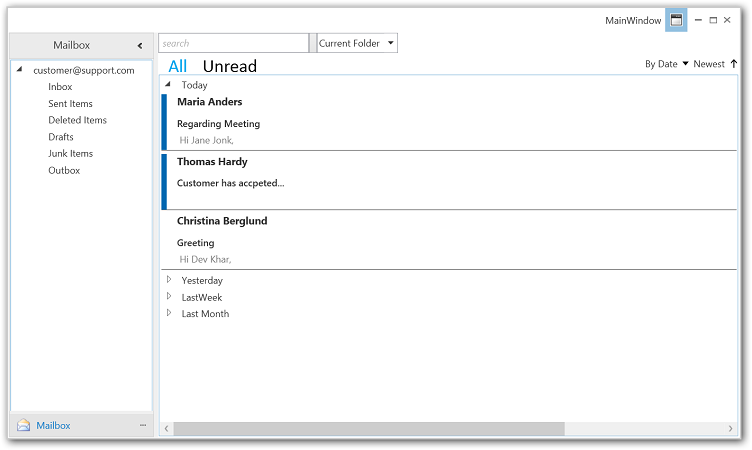 MainWindow
Mailbox
search
Current Folder
customer@support.com
Inbox
Sent Items
Deleted Items
Drafts
Junk Items
Outbox
All Unread
By Date Newest
Today
Maria Anders
Regarding Meeting
Hi Jane Jonk,
Thomas Hardy
Customer has accpeted...
Christina Berglund
Greeting
Hi Dev Khar,
Yesterday
LastWeek
Last Month
Mailbox